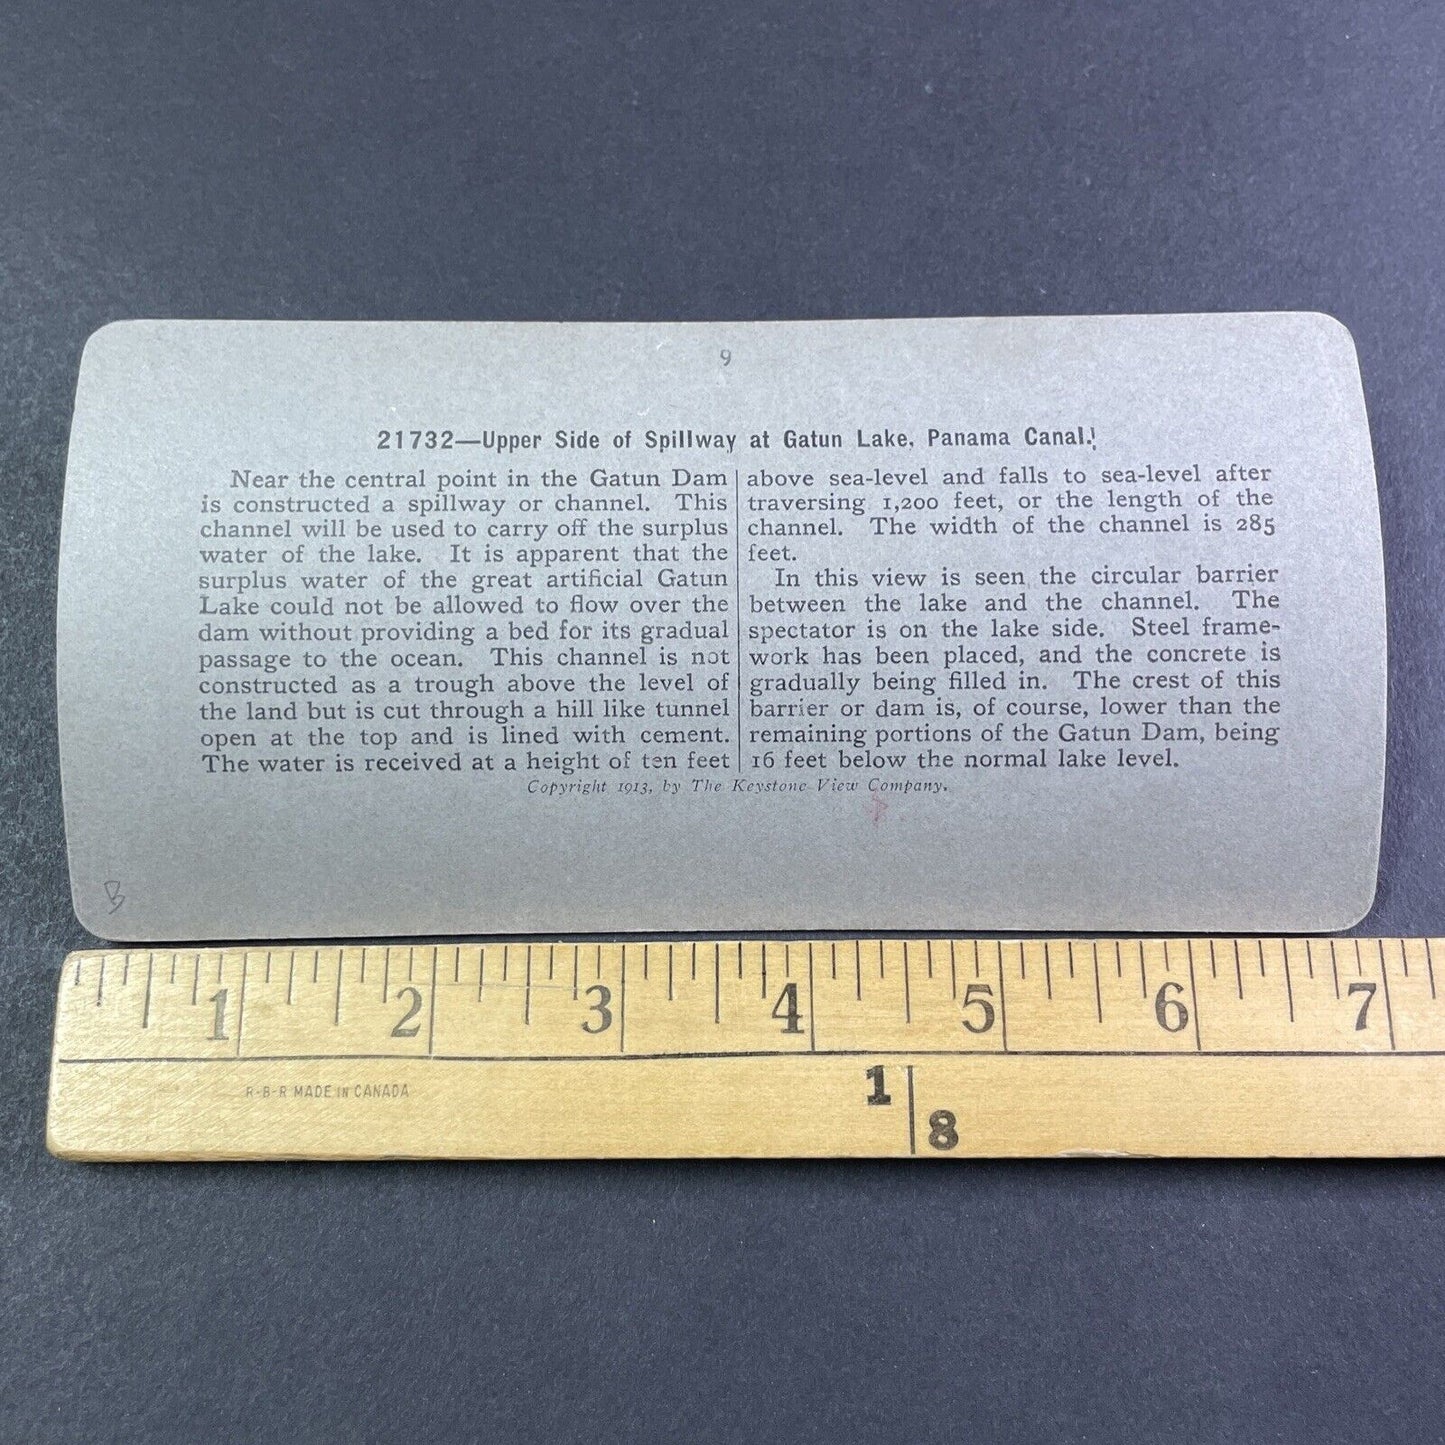 9
21732—Upper Side of Spillway at Gatun Lake, Panama Canal.
Near the central point in the Gatun Dam
is constructed a spillway or channel. This
channel will be used to carry off the surplus
water of the lake. It is apparent that the
surplus water of the great artificial Gatun
Lake could not be allowed to flow over the
dam without providing a bed for its gradual
passage to the ocean. This channel is not
constructed as a trough above the level of
the land but is cut through a hill like tunnel
open at the top and is lined with cement.
The water is received at a height of ten feet
above sea-level and falls to sea-level after
traversing 1,200 feet, or the length of the
channel. The width of the channel is 285
feet.
In this view is seen the circular barrier
between the lake and the channel. The
spectator is on the lake side. Steel frame-
work has been placed, and the concrete is
gradually being filled in. The crest of this
barrier or dam is, of course, lower than the
remaining portions of the Gatun Dam, being
16 feet below the normal lake level.
Copyright 1913, by The Keystone View Company.
B
1 2 3 4 5 6 7
R-B-R MADE IN CANADA
1 8